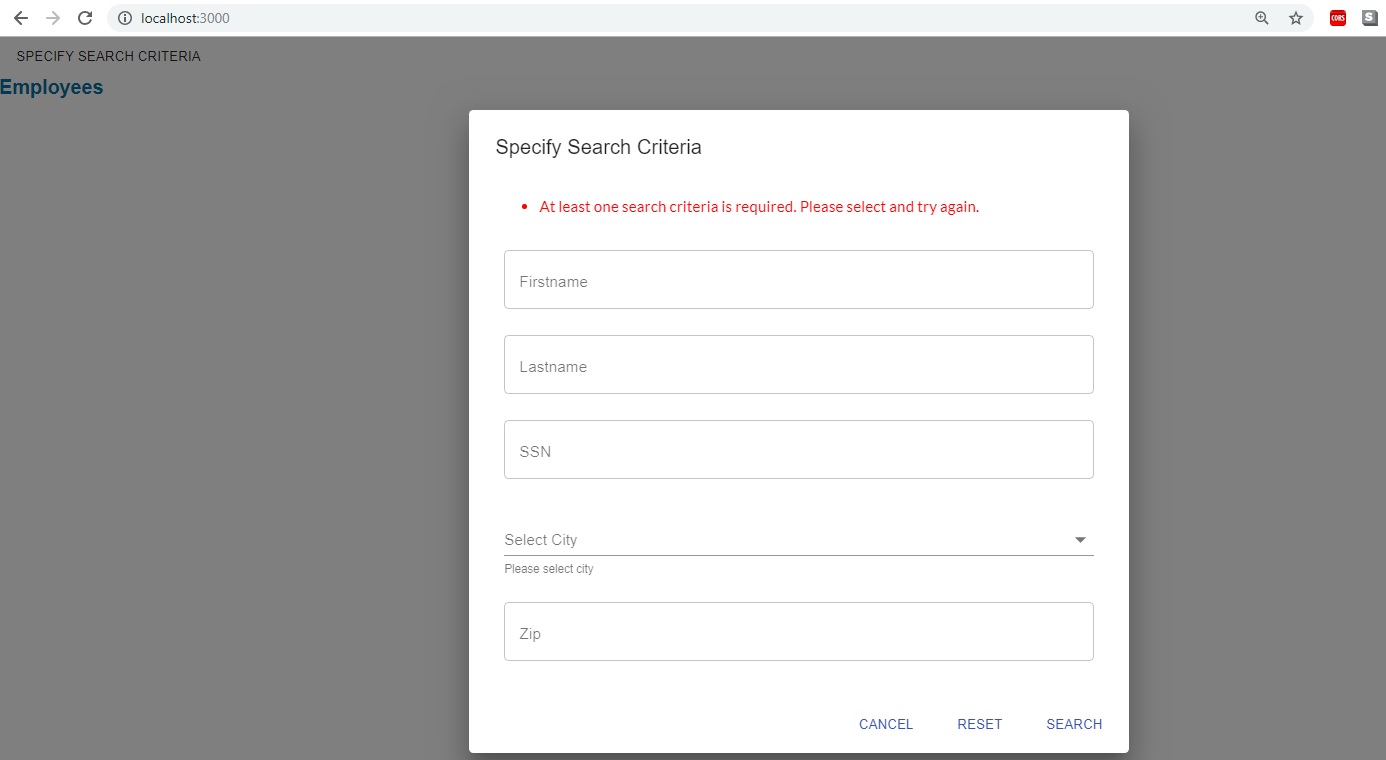 localhost:3000
CORS
S
SPECIFY SEARCH CRITERIA
Employees
Specify Search Criteria
At least one search criteria is required. Please select and try again.
Firstname
Lastname
SSN
Select City
Please select city
Zip
CANCEL RESET SEARCH